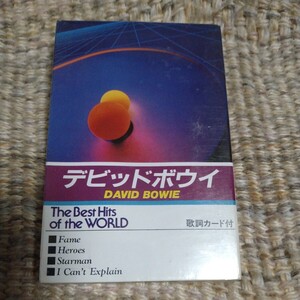 デビッドボウイ
DAVID BOWIE
The Best Hits
of the WORLD
歌詞カード付
■ Fame
■ Heroes
■ Starman
■ I Can't Explain